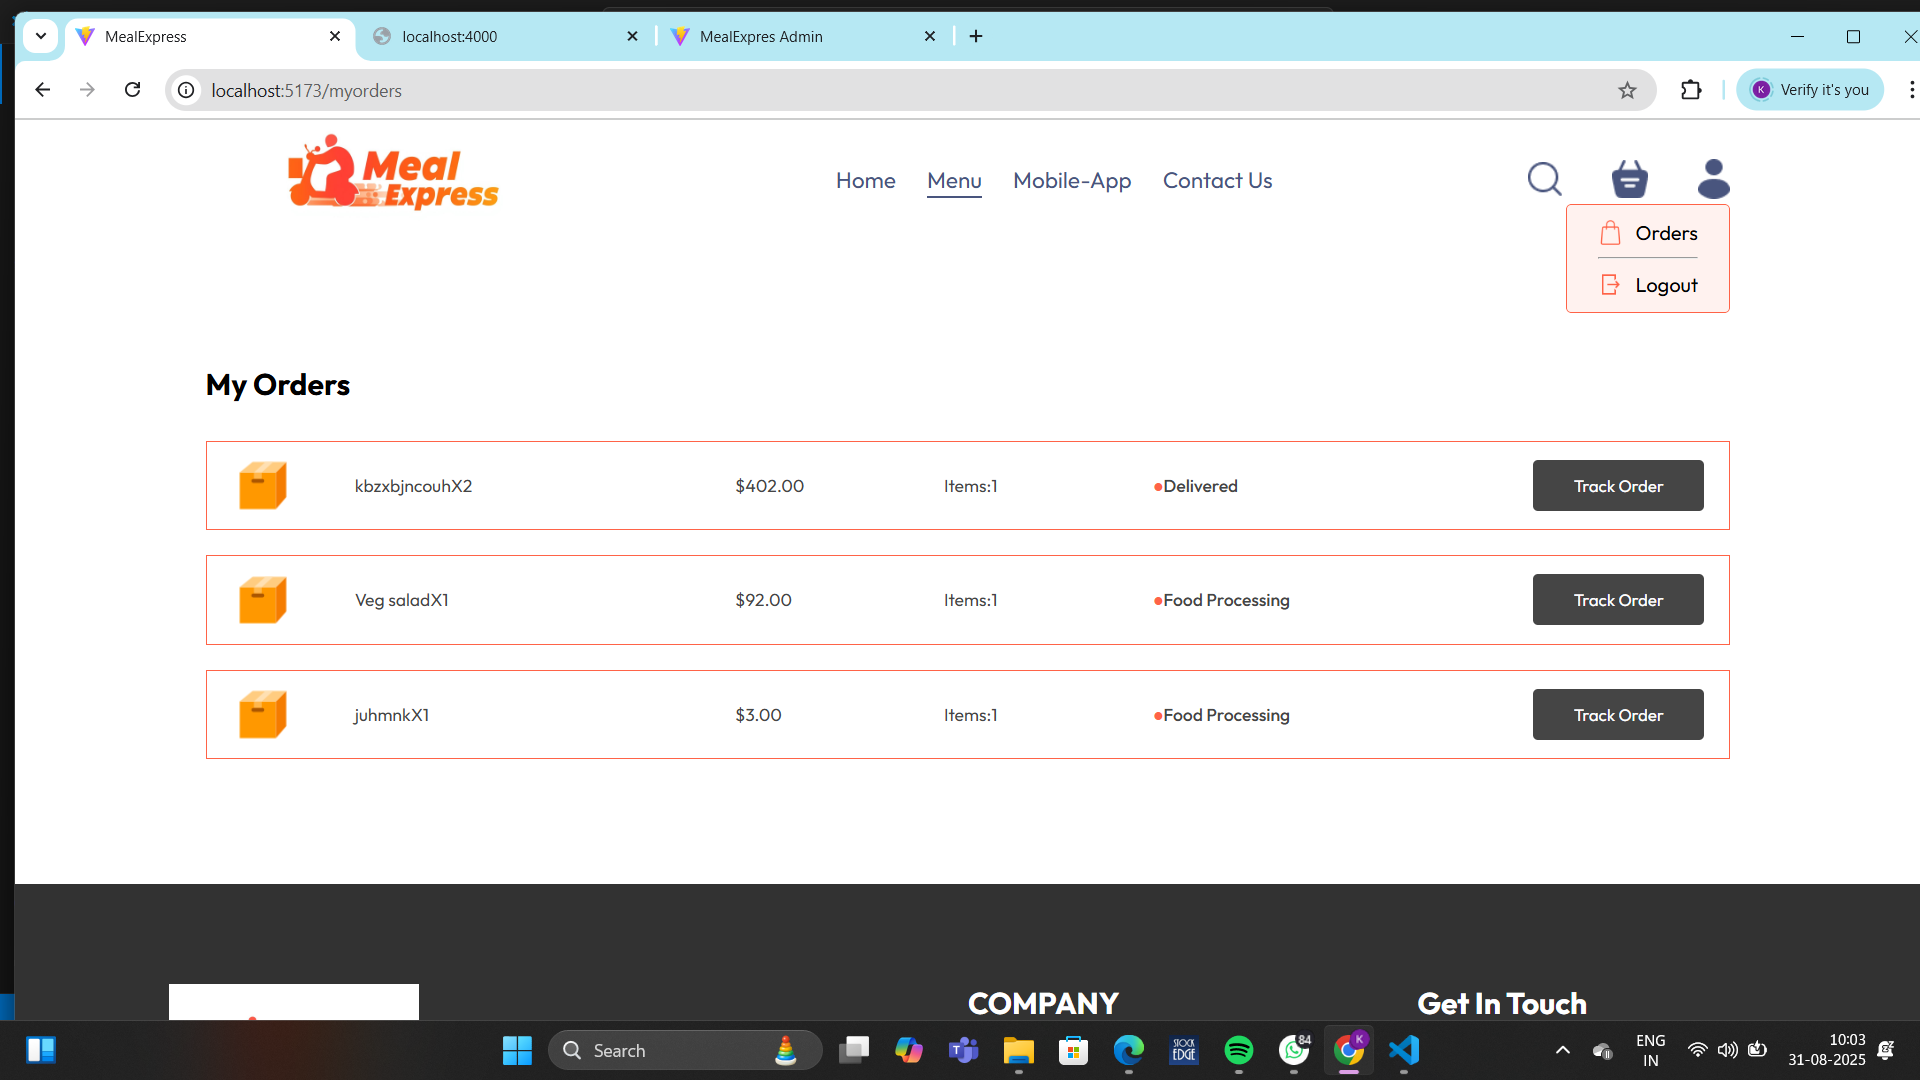 MealExpress
localhost:4000
MealExpres Admin
localhost:5173/myorders
K
Verify it's you
Meal
Express
Home
Menu
Mobile-App
Contact Us
Orders
Logout
My Orders
kbzxbjncouhX2
$402.00
Items:1
Delivered
Track Order
Veg saladX1
$92.00
Items:1
Food Processing
Track Order
juhmnkX1
$3.00
Items:1
Food Processing
Track Order
COMPANY
Get In Touch
Search
T
STOCK
EDGE
84
K
ENG
IN
10:03
31-08-2025